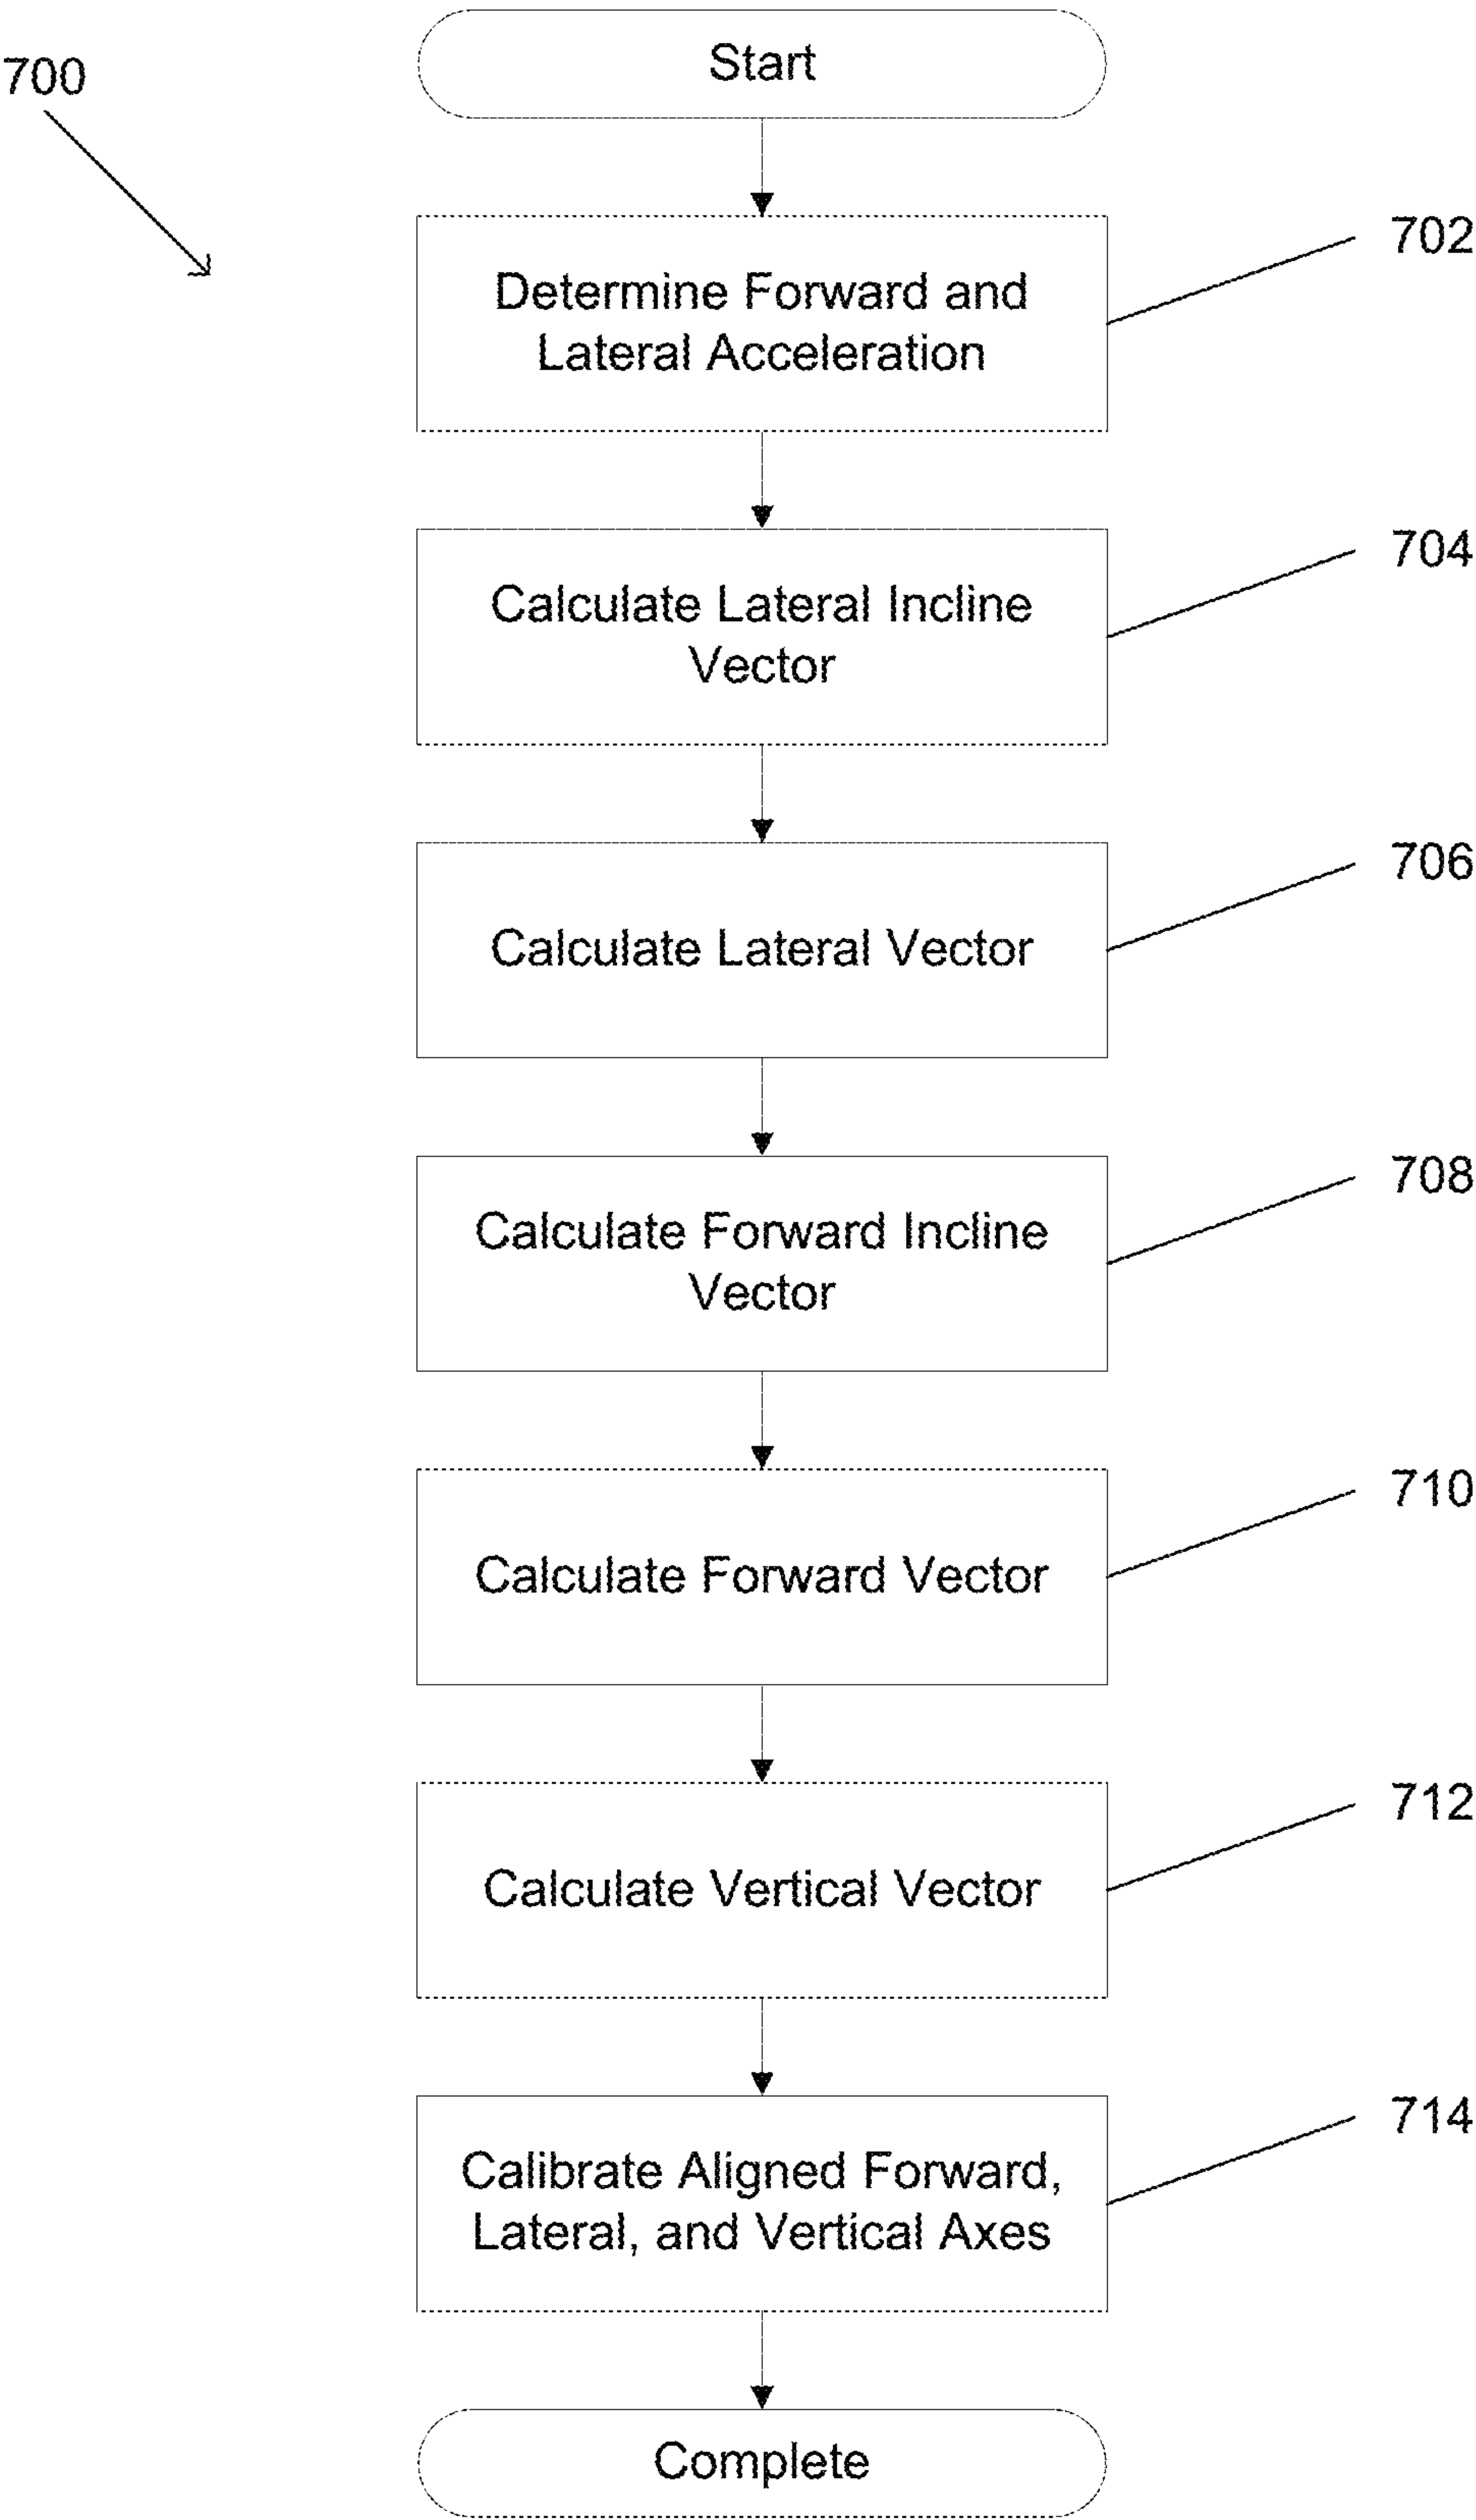 700
Start
702
Determine Forward and
Lateral Acceleration
704
Calculate Lateral Incline
Vector
706
Calculate Lateral Vector
708
Calculate Forward Incline
Vector
710
Calculate Forward Vector
712
Calculate Vertical Vector
714
Calibrate Aligned Forward,
Lateral, and Vertical Axes
Complete